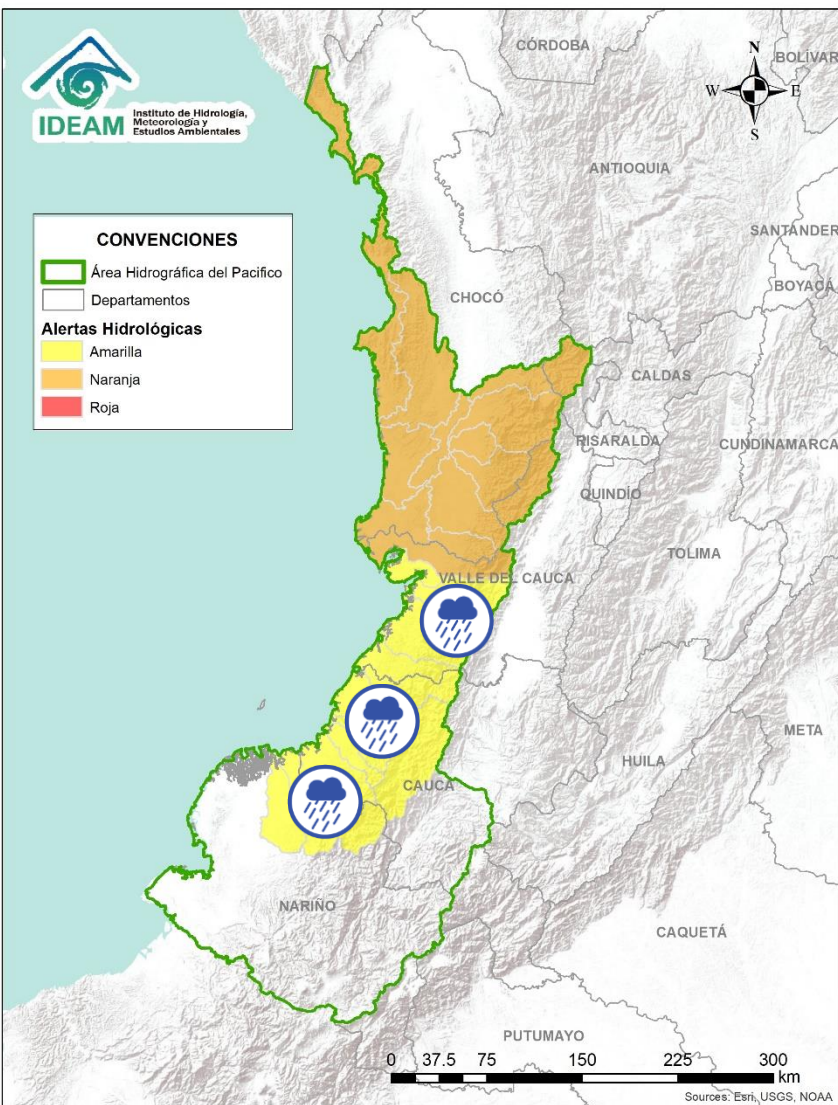 IDEAM
Instituto de Hidrología,
Meteorología y
Estudios Ambientales
CONVENCIONES
Área Hidrográfica del Pacifico
Departamentos
Alertas Hidrológicas
Amarilla
Naranja
Roja
N
W E
S
CÓRDOBA
BOLÍVAR
ANTIOQUIA
SANTANDER
BOYACÁ
CHOCÓ
CALDAS
RISARALDA
CUNDINAMARCA
QUINDÍO
TOLIMA
VALLE DEL CAUCA
META
HUILA
CAUCA
NARIÑO
CAQUETÁ
PUTUMAYO
0 37.5 75 150 225 300
km
Sources: Esri, USGS, NOAA